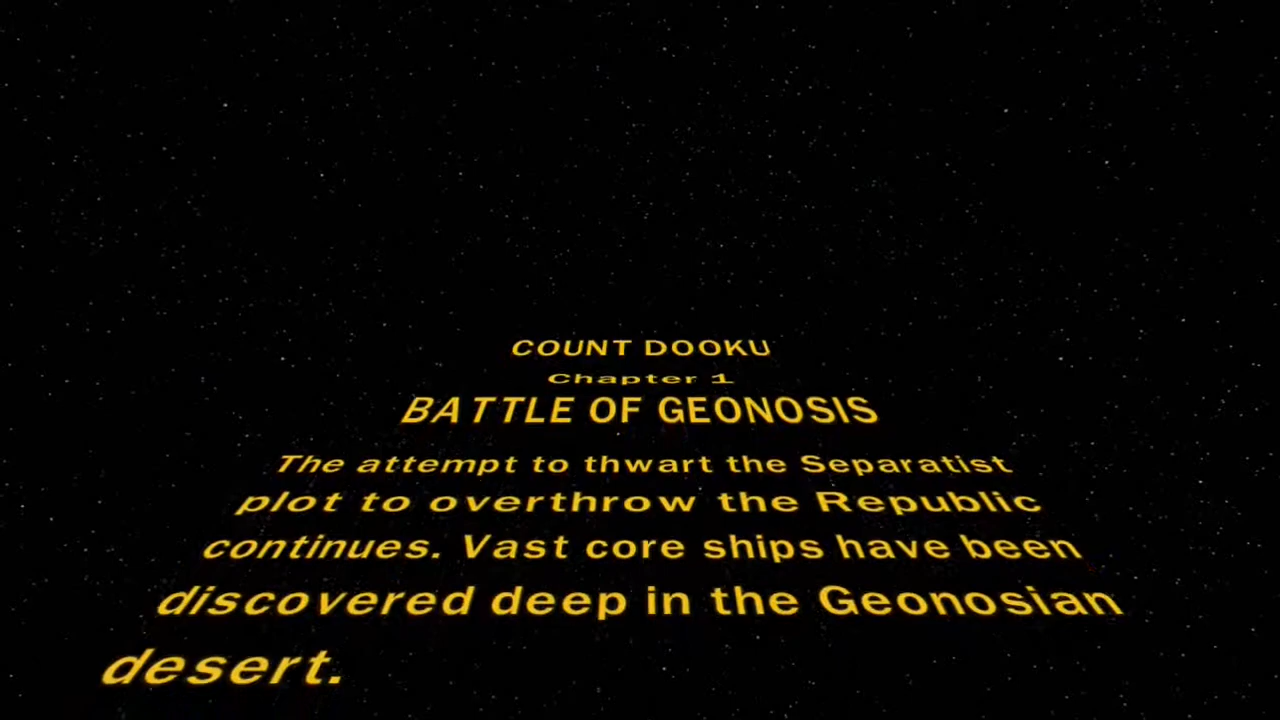 COUNT DOOKU
Chapter 1
BATTLE OF GEONOSIS
The attempt to thwart the Separatist
plot to overthrow the Republic
continues. Vast core ships have been
discovered deep in the Geonosian
desert.